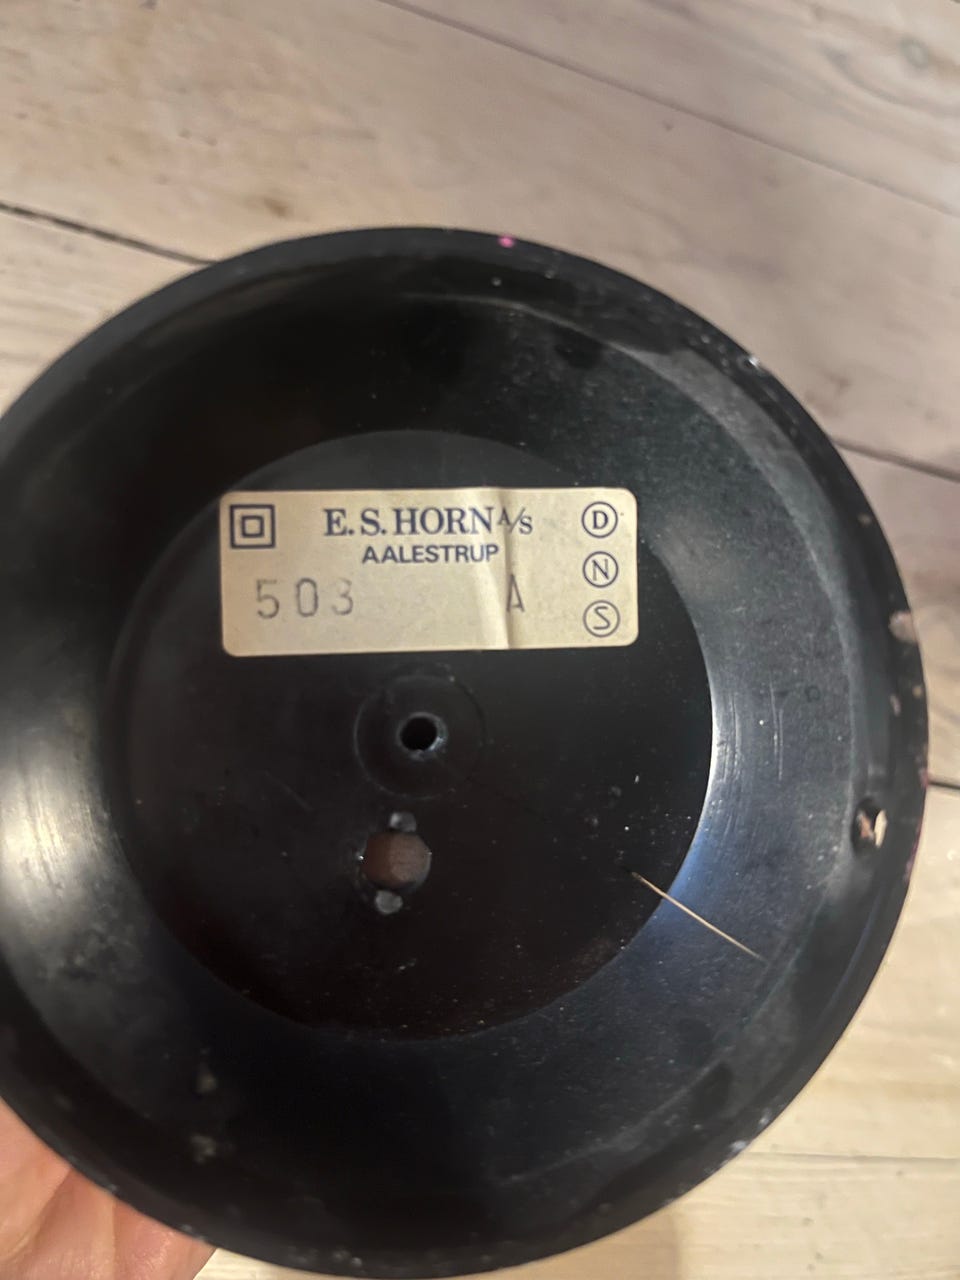 E. S. HORN A/S
AALESTRUP
503 A
D
N
S